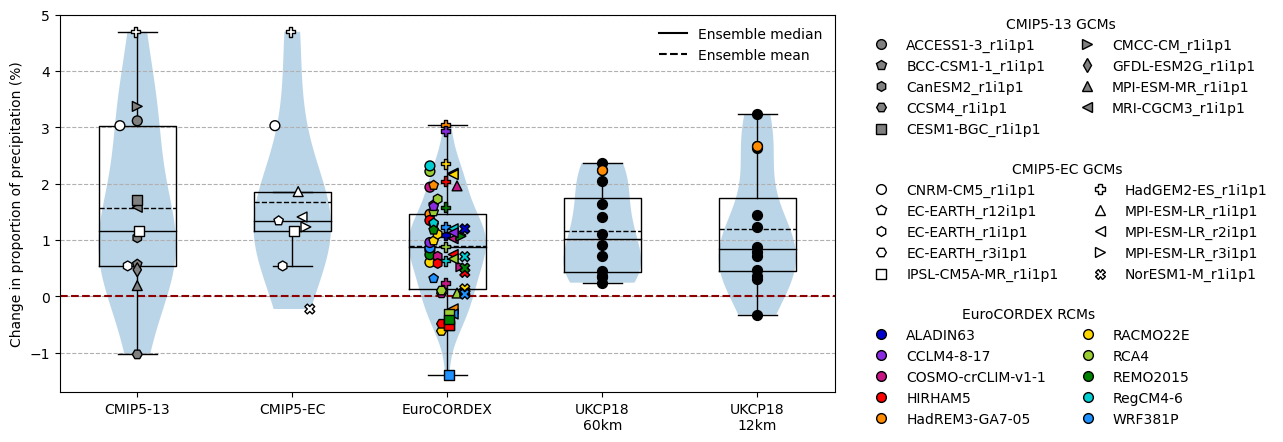 Change in proportion of precipitation (%)
5
4
3
2
1
0
−1
Ensemble median
Ensemble mean
CMIP5-13
CMIP5-EC
EuroCORDEX
UKCP18
60km
UKCP18
12km
CMIP5-13 GCMs
ACCESS1-3_r1i1p1
BCC-CSM1-1_r1i1p1
CanESM2_r1i1p1
CCSM4_r1i1p1
CESM1-BGC_r1i1p1
CMCC-CM_r1i1p1
GFDL-ESM2G_r1i1p1
MPI-ESM-MR_r1i1p1
MRI-CGCM3_r1i1p1
CMIP5-EC GCMs
CNRM-CM5_r1i1p1
EC-EARTH_r12i1p1
EC-EARTH_r1i1p1
EC-EARTH_r3i1p1
IPSL-CM5A-MR_r1i1p1
HadGEM2-ES_r1i1p1
MPI-ESM-LR_r1i1p1
MPI-ESM-LR_r2i1p1
MPI-ESM-LR_r3i1p1
NorESM1-M_r1i1p1
EuroCORDEX RCMs
ALADIN63
CCLM4-8-17
COSMO-crCLIM-v1-1
HIRHAM5
HadREM3-GA7-05
RACMO22E
RCA4
REMO2015
RegCM4-6
WRF381P